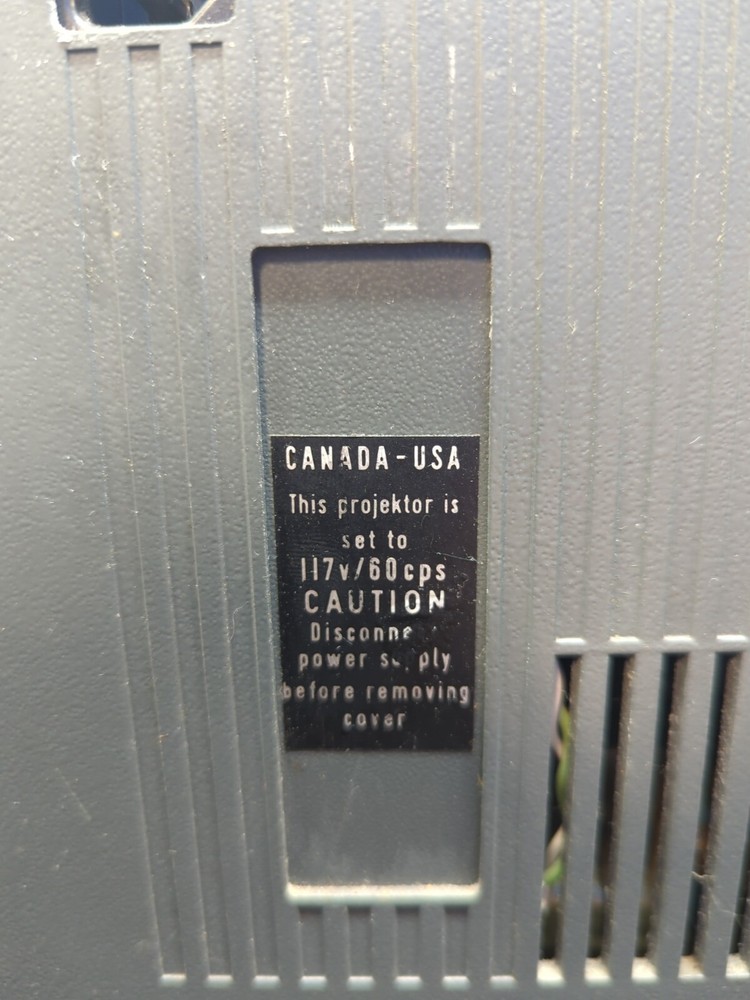 CANADA-USA
This projektor is
set to
117v/60cps
CAUTION
power
before removing
cover